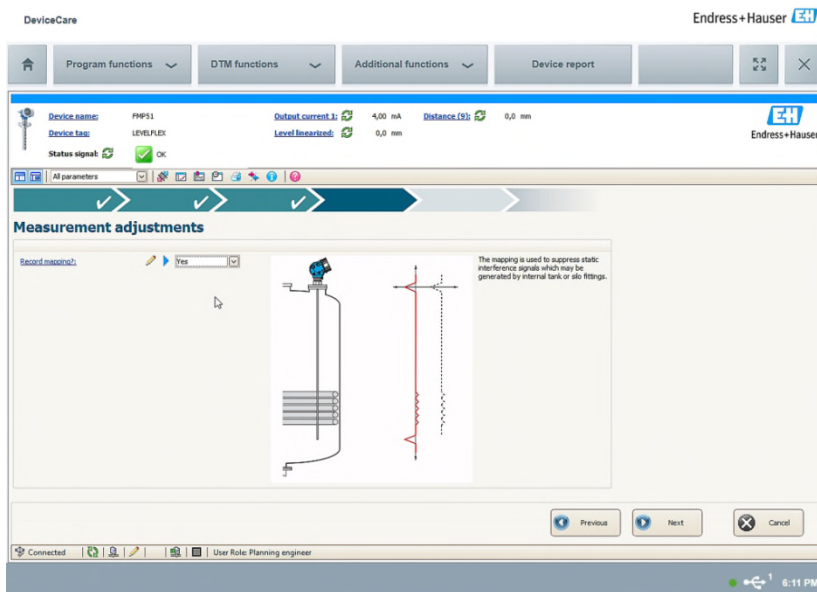 DeviceCare
Endress+Hauser EH
Program functions
DTM functions
Additional functions
Device report
Device name: FMP51 Output current 1: 4,00 mA Distance (9): 0,0 mm
Device tag: LEVELFLEX Level linearized: 0,0 mm
Status signal: OK
EH
Endress+Hauser
All parameters
Measurement adjustments
Record mapping?: Yes
The mapping is used to suppress static
interference signals which may be
generated by internal tank or silo fittings.
Previous
Next
Cancel
Connected
User Role: Planning engineer
1
6:11 PM